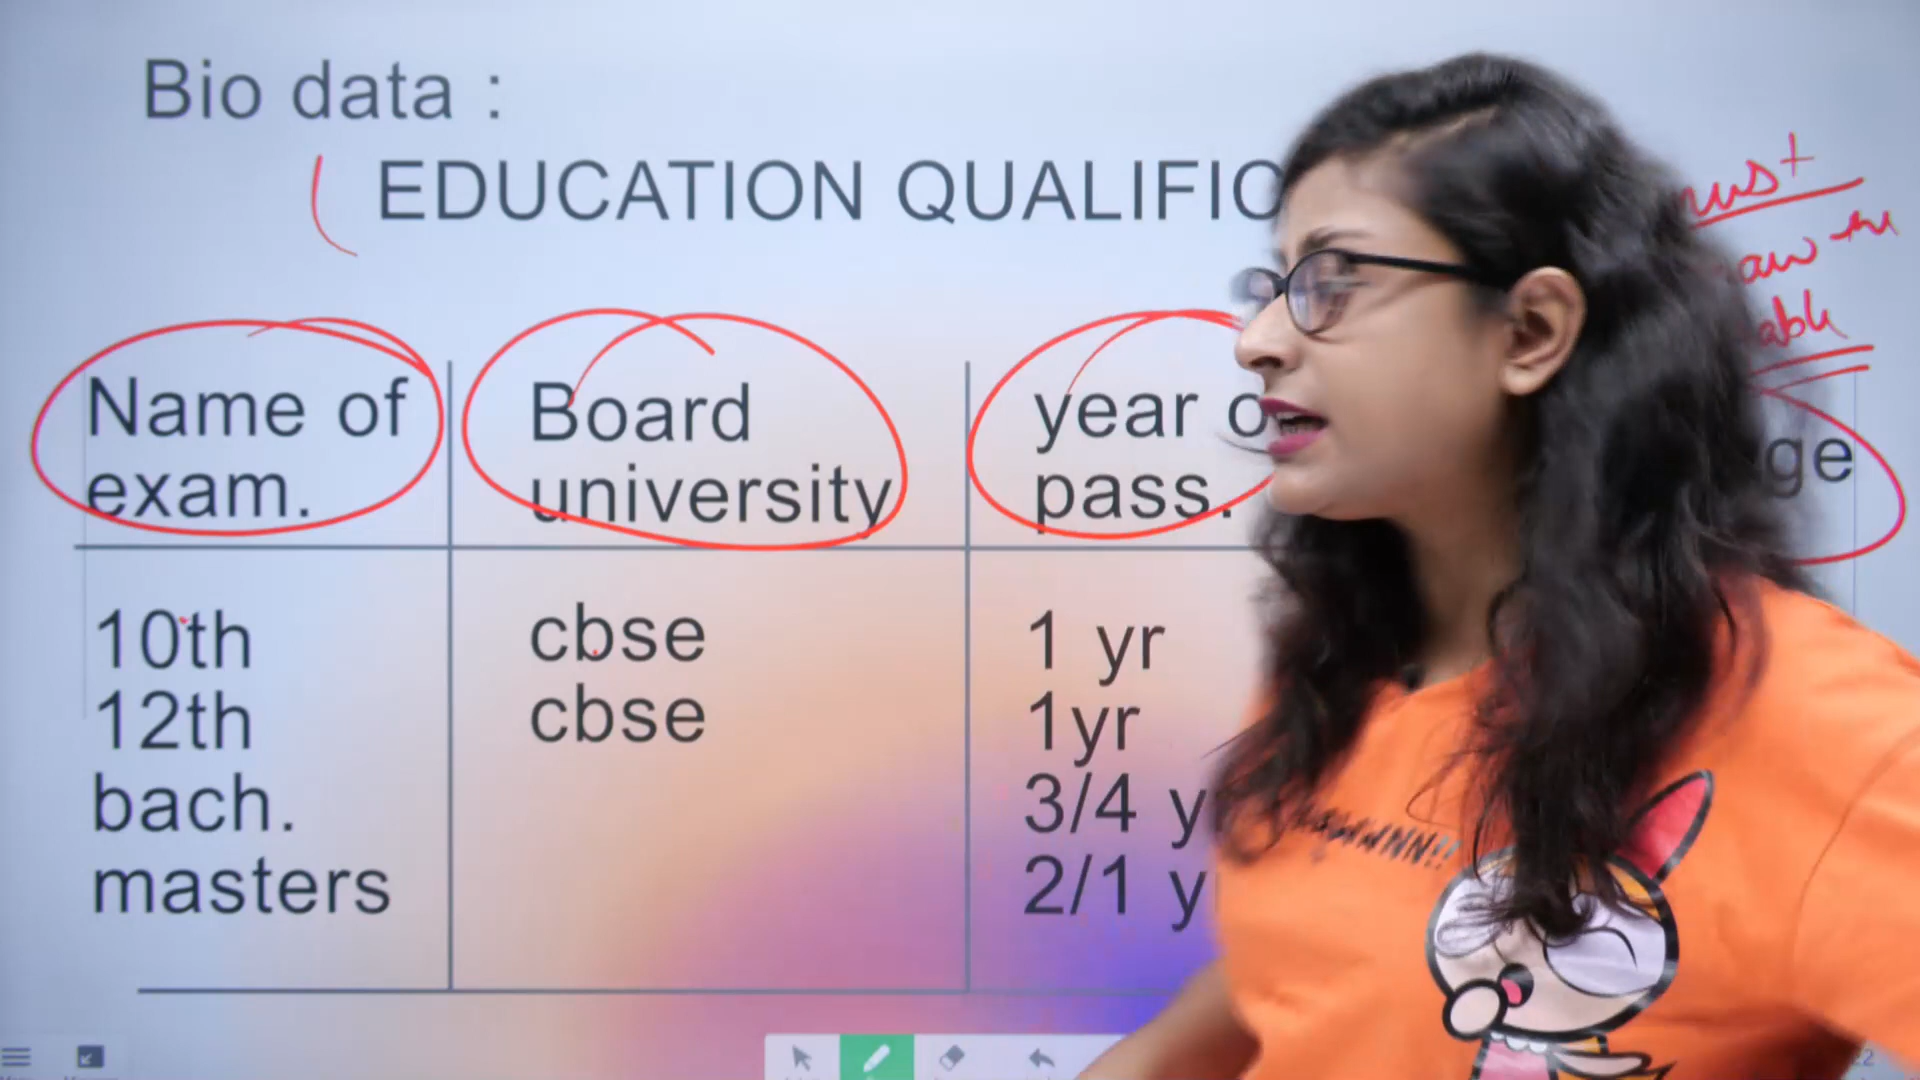 Bio data :
EDUCATION QUALIFIC
must
the
Name of
exam.
Board
university
year o
pass.
ge
10th
cbse
1 yr
12th
cbse
1yr
bach.
3/4 y
masters
2/1 y